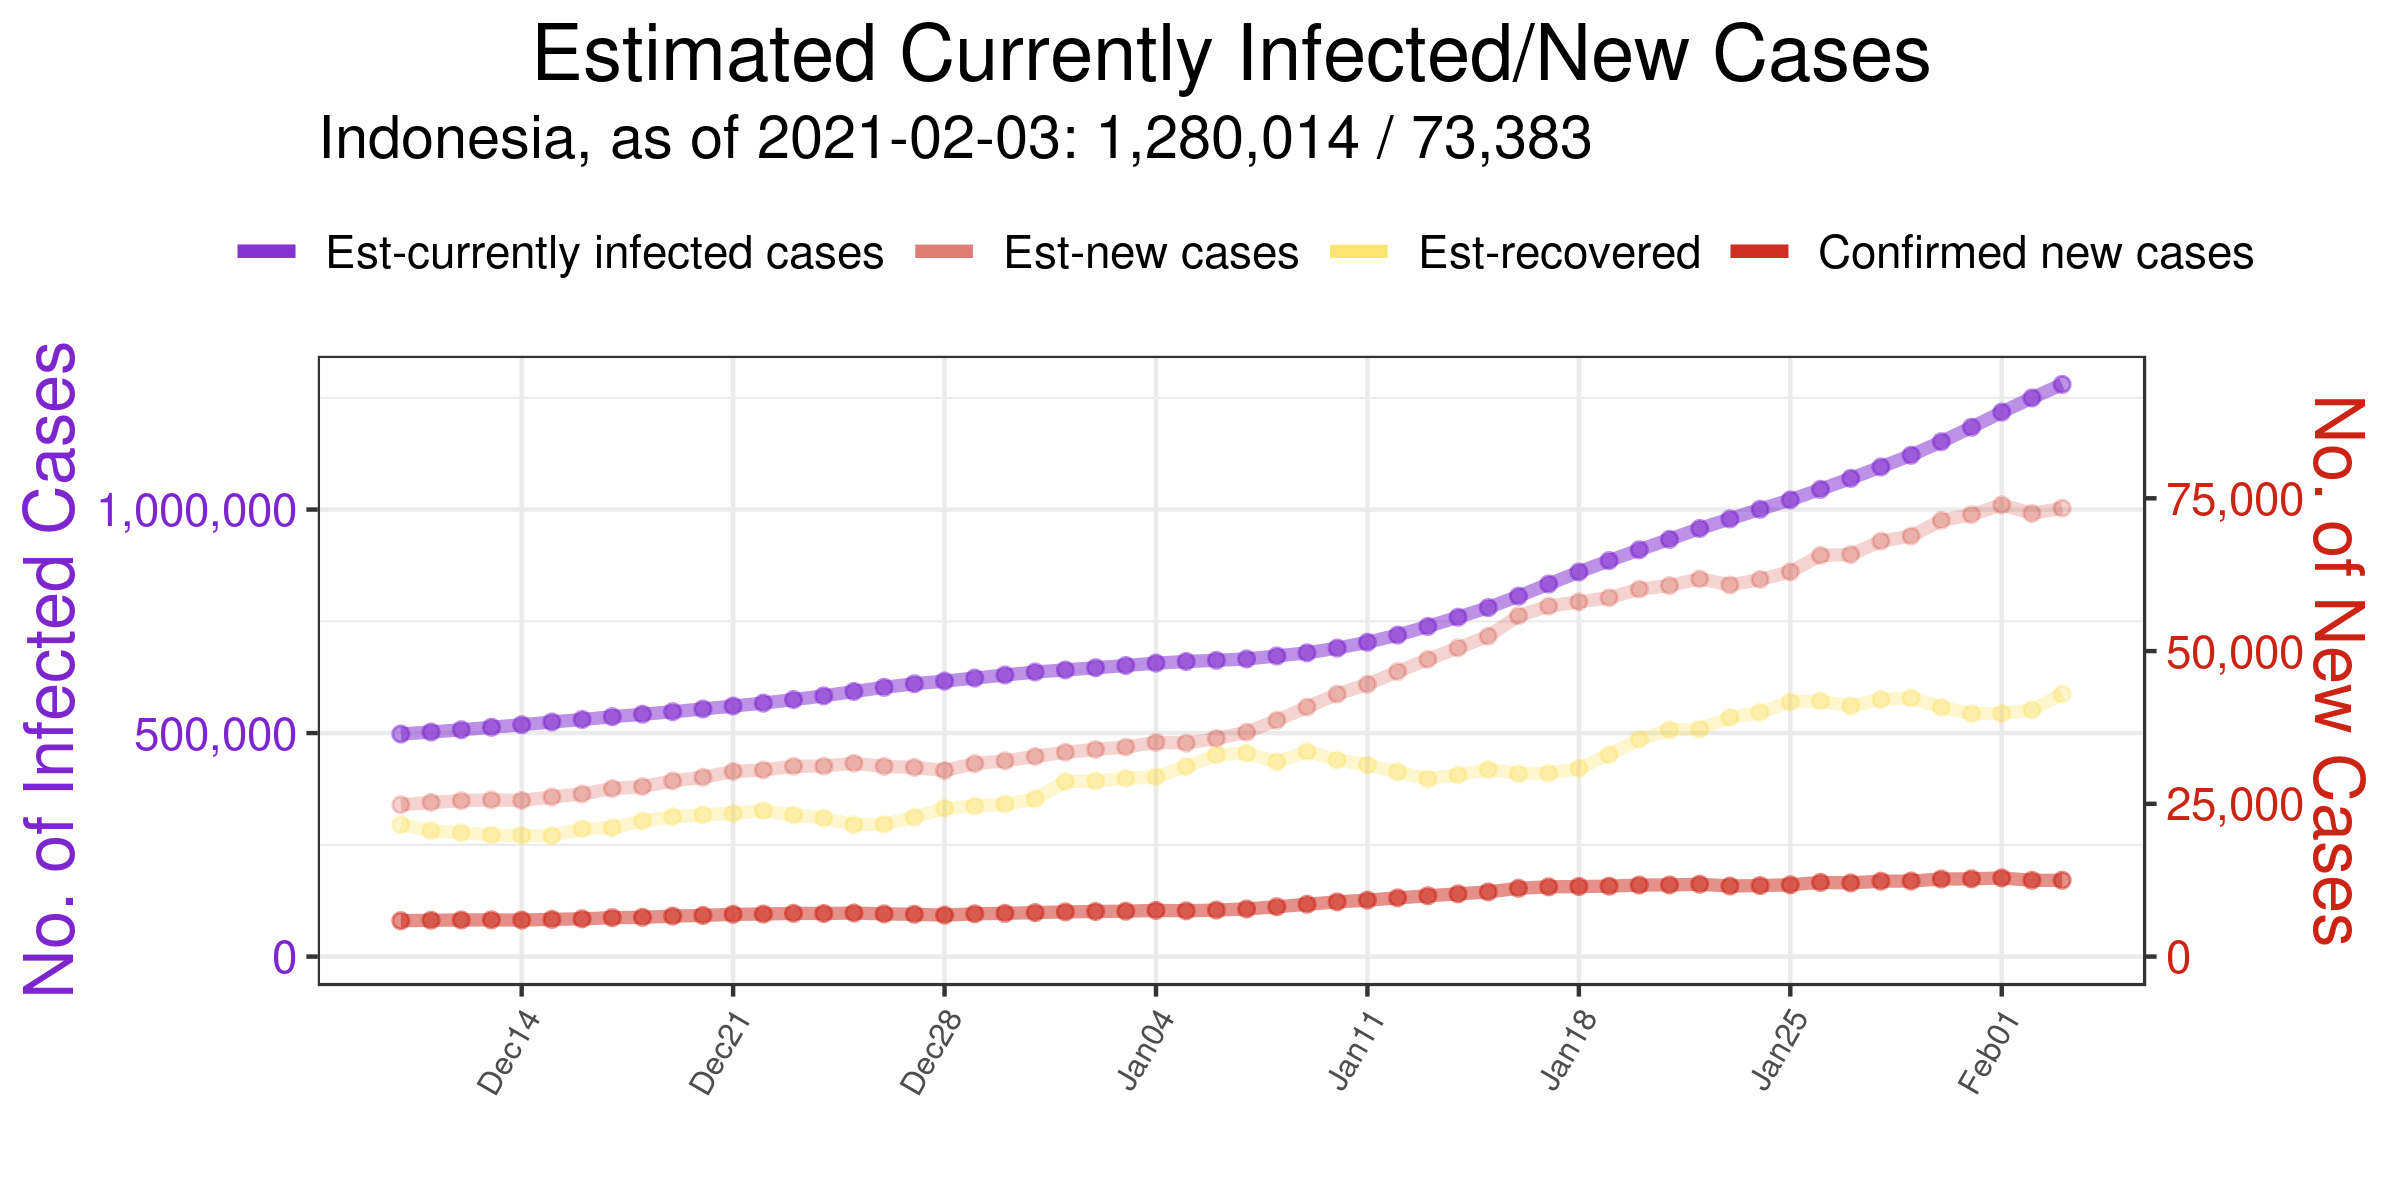 Estimated Currently Infected/New Cases
Indonesia, as of 2021-02-03: 1,280,014 / 73,383
Est-currently infected cases
Est-new cases
Est-recovered
Confirmed new cases
No. of Infected Cases
1,000,000
500,000
0
75,000
50,000
25,000
0
No. of New Cases
Dec14
Dec21
Dec28
Jan04
Jan11
Jan18
Jan25
Feb01